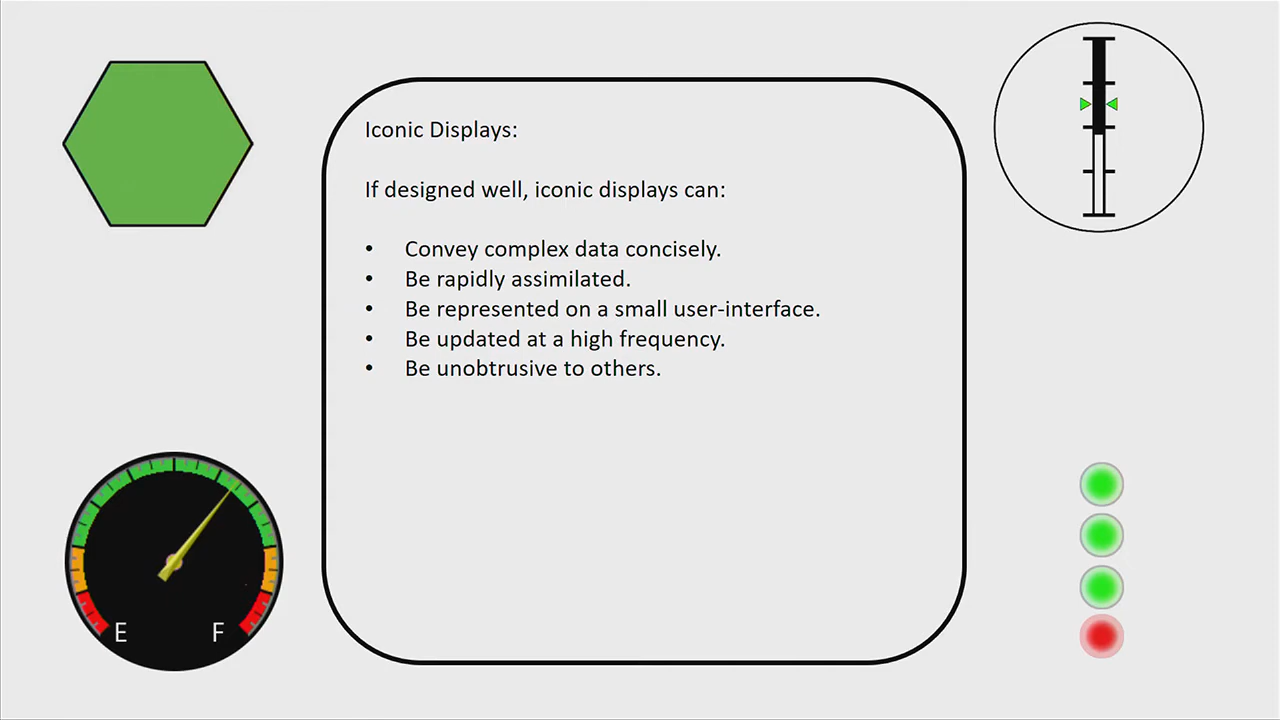 Iconic Displays:
If designed well, iconic displays can:
• Convey complex data concisely.
• Be rapidly assimilated.
• Be represented on a small user-interface.
• Be updated at a high frequency.
• Be unobtrusive to others.
E F